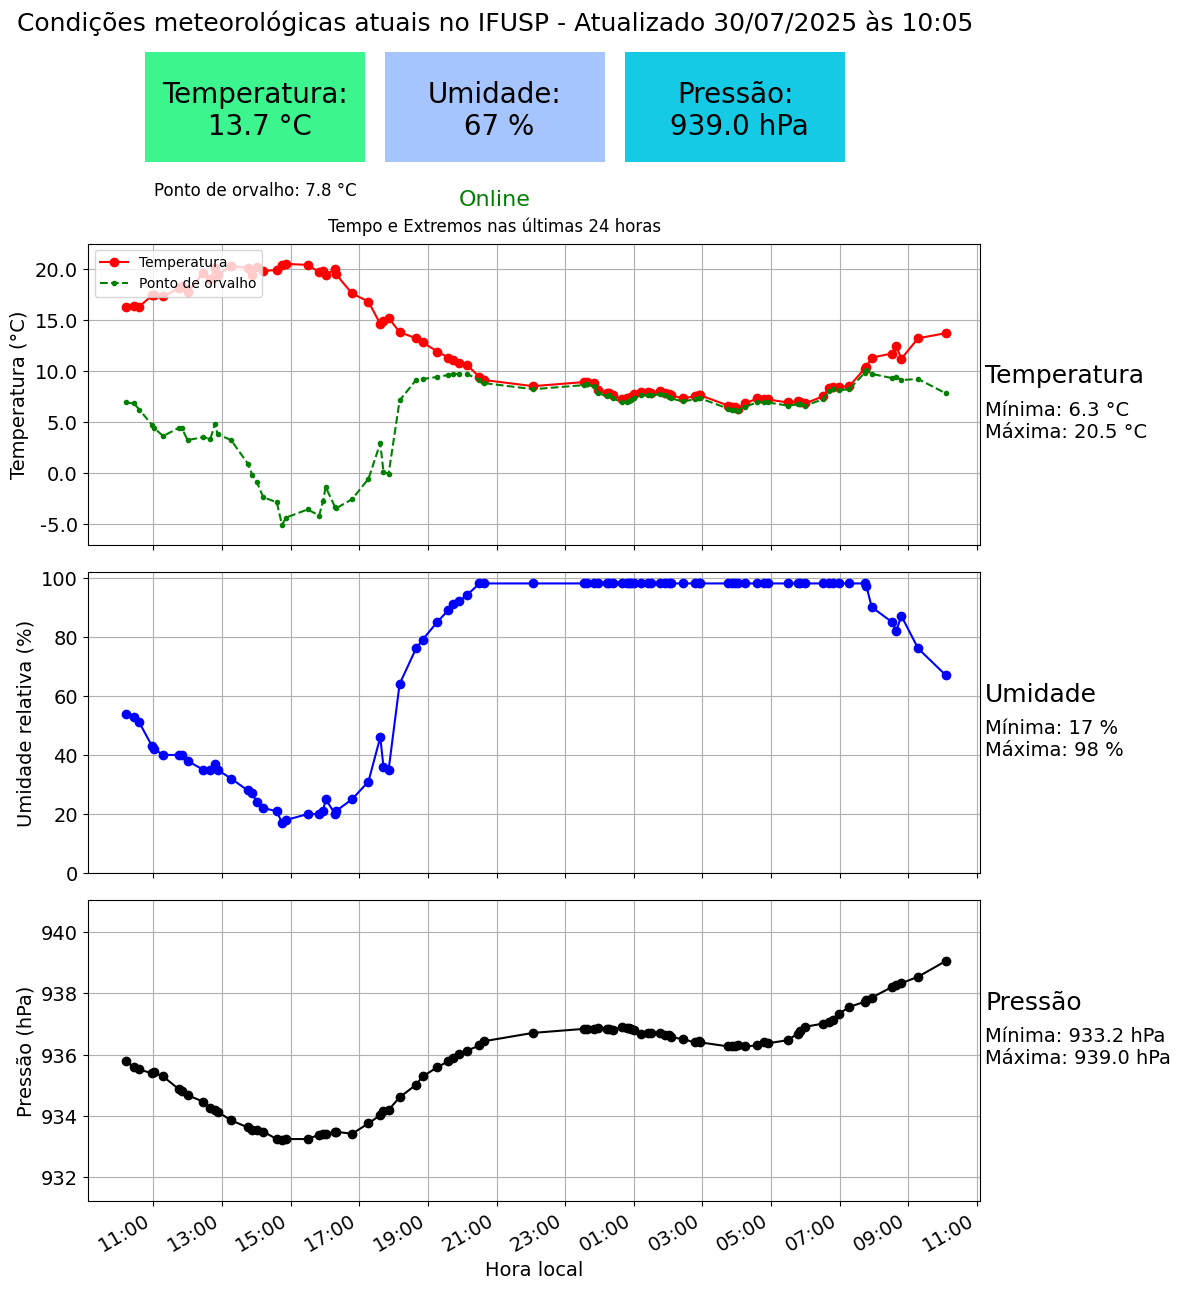 Condições meteorológicas atuais no IFUSP - Atualizado 30/07/2025 às 10:05
Temperatura:
13.7 °C
Umidade:
67 %
Pressão:
939.0 hPa
Ponto de orvalho: 7.8 °C
Online
Tempo e Extremos nas últimas 24 horas
Temperatura
Ponto de orvalho
Temperatura (°C)
20.0
15.0
10.0
5.0
0.0
-5.0
Temperatura
Mínima: 6.3 °C
Máxima: 20.5 °C
Umidade relativa (%)
100
80
60
40
20
0
Umidade
Mínima: 17 %
Máxima: 98 %
Pressão (hPa)
940
938
936
934
932
Pressão
Mínima: 933.2 hPa
Máxima: 939.0 hPa
11:00
13:00
15:00
17:00
19:00
21:00
23:00
01:00
03:00
05:00
07:00
09:00
11:00
Hora local